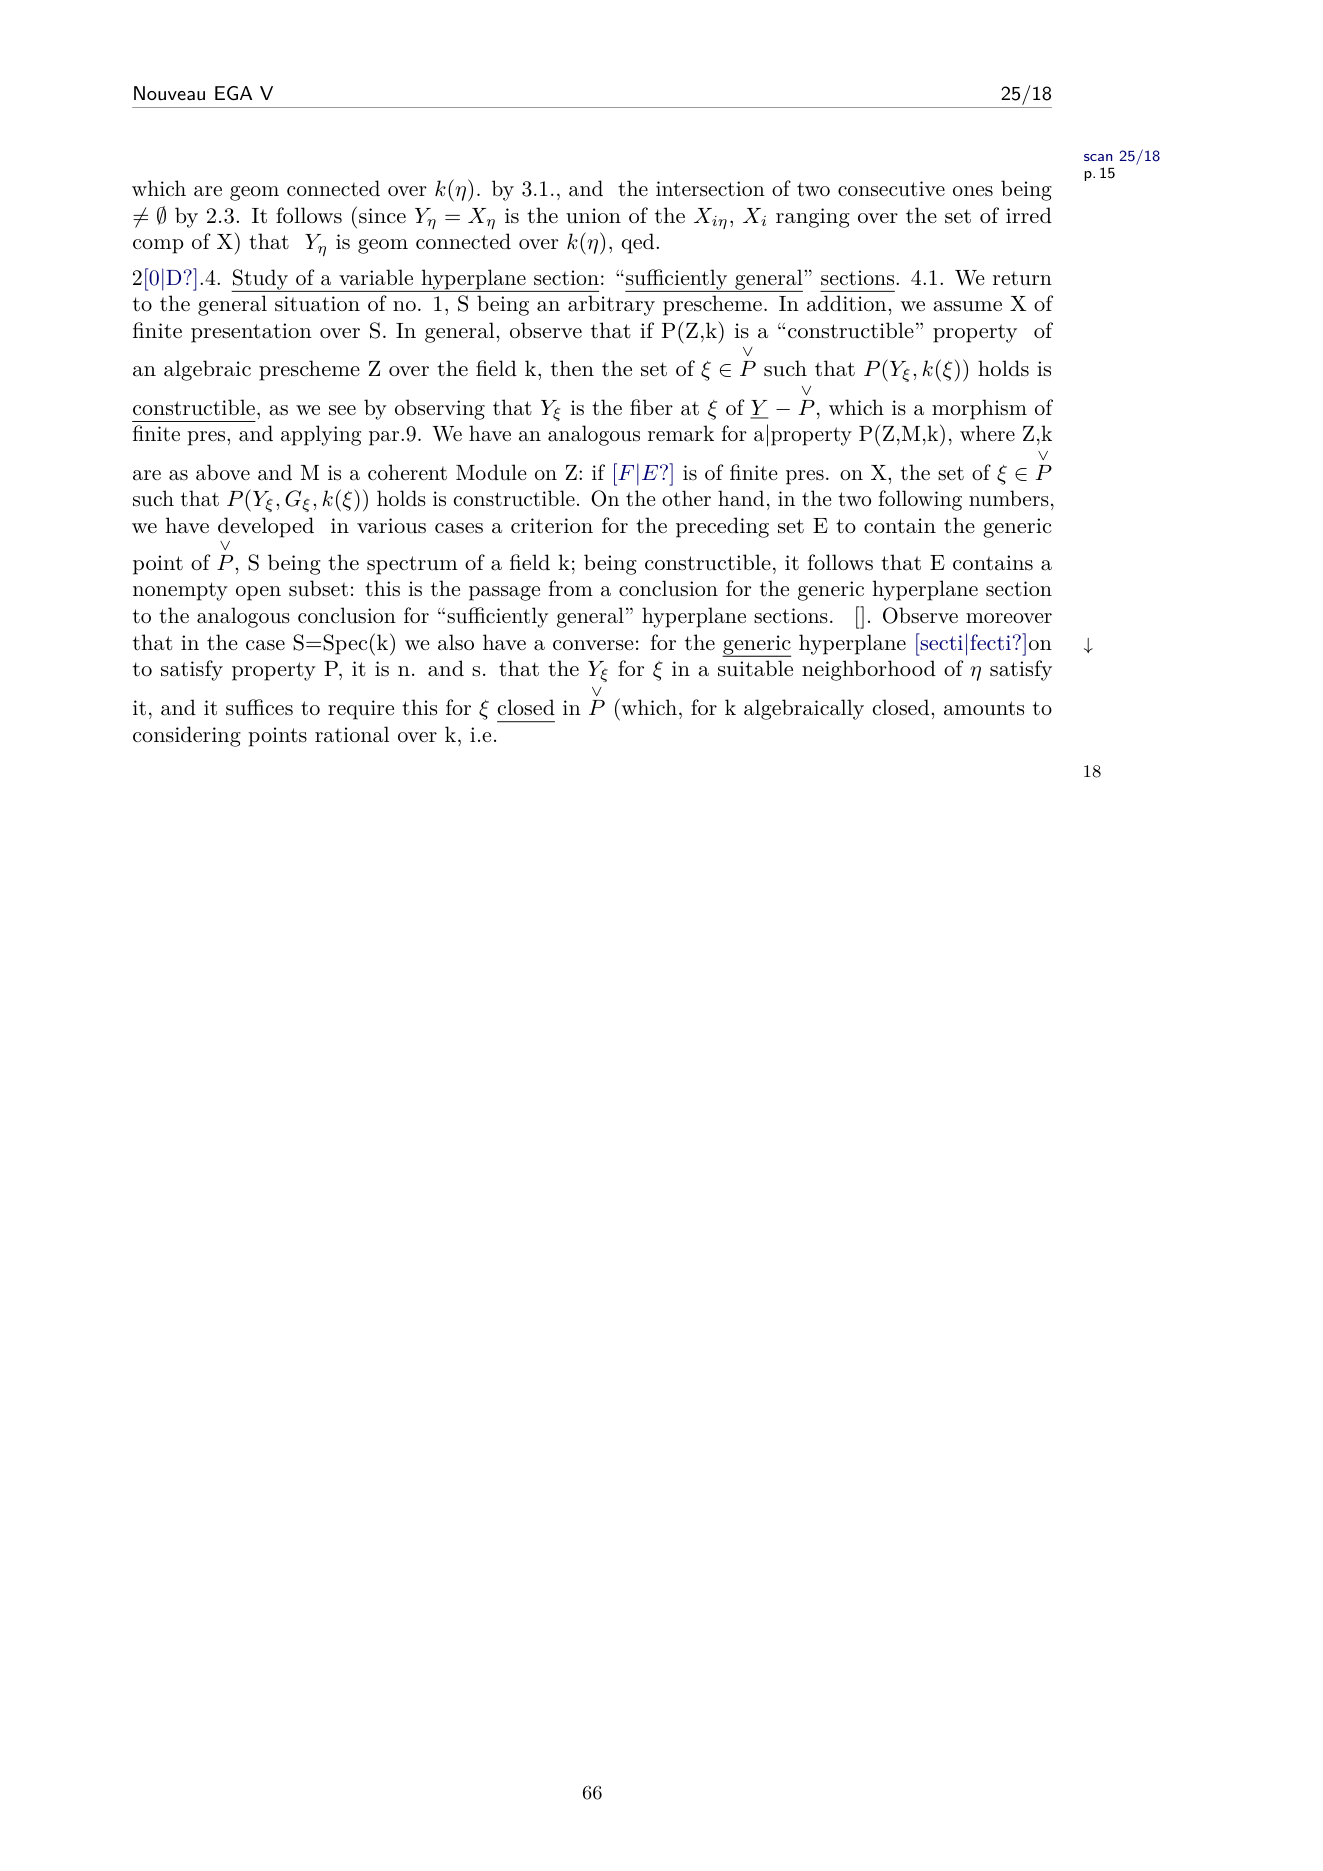 Nouveau EGA V 25/18
scan 25/18
p. 15
which are geom connected over k(η). by 3.1., and the intersection of two consecutive ones being
≠ ∅ by 2.3. It follows (since Y_η = X_η is the union of the X_{iη}, X_i ranging over the set of irred
comp of X) that Y_η is geom connected over k(η), qed.
2[0|D?].4. Study of a variable hyperplane section: “sufficiently general” sections. 4.1. We return
to the general situation of no. 1, S being an arbitrary prescheme. In addition, we assume X of
finite presentation over S. In general, observe that if P(Z,k) is a “constructible” property of
an algebraic prescheme Z over the field k, then the set of ξ ∈ P̌ such that P(Y_ξ, k(ξ)) holds is
constructible, as we see by observing that Y_ξ is the fiber at ξ of Y − P̌, which is a morphism of
finite pres, and applying par.9. We have an analogous remark for a|property P(Z,M,k), where Z,k
are as above and M is a coherent Module on Z: if [F|E?] is of finite pres. on X, the set of ξ ∈ P̌
such that P(Y_ξ, G_ξ, k(ξ)) holds is constructible. On the other hand, in the two following numbers,
we have developed in various cases a criterion for the preceding set E to contain the generic
point of P̌, S being the spectrum of a field k; being constructible, it follows that E contains a
nonempty open subset: this is the passage from a conclusion for the generic hyperplane section
to the analogous conclusion for “sufficiently general” hyperplane sections. []. Observe moreover
that in the case S=Spec(k) we also have a converse: for the generic hyperplane [secti|fecti?]on ↓
to satisfy property P, it is n. and s. that the Y_ξ for ξ in a suitable neighborhood of η satisfy
it, and it suffices to require this for ξ closed in P̌ (which, for k algebraically closed, amounts to
considering points rational over k, i.e.
18
66